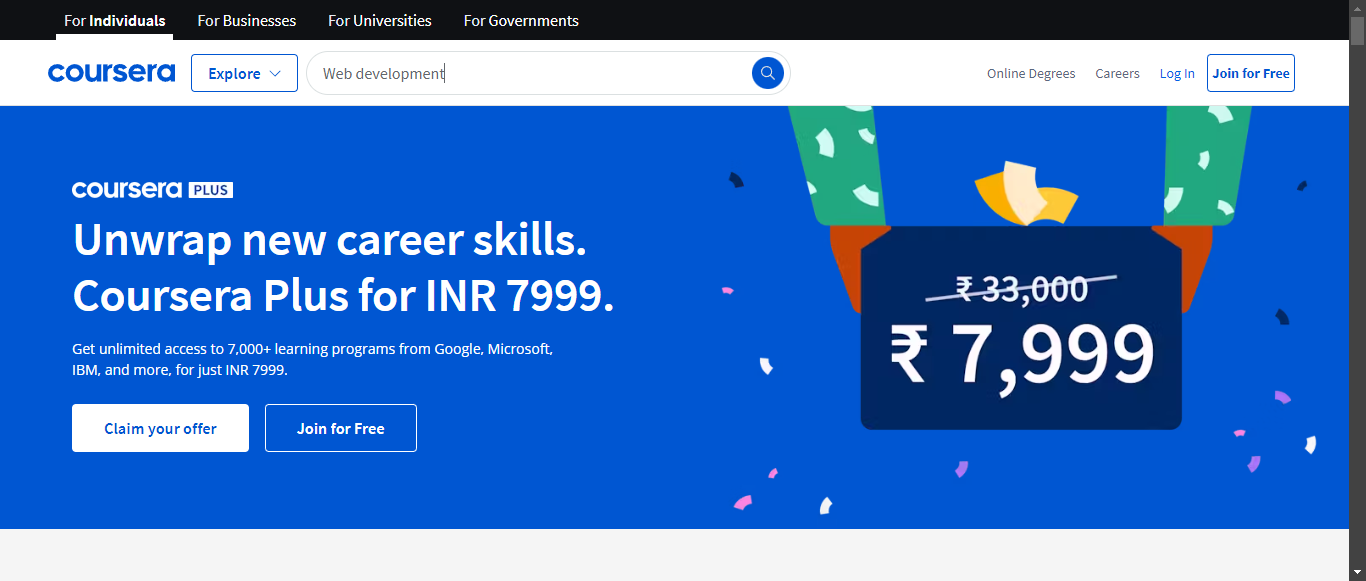 For Individuals For Businesses For Universities For Governments
coursera Explore Web development Online Degrees Careers Log In Join for Free
coursera PLUS
Unwrap new career skills.
Coursera Plus for INR 7999.
Get unlimited access to 7,000+ learning programs from Google, Microsoft,
IBM, and more, for just INR 7999.
Claim your offer Join for Free
₹ 33,000
₹ 7,999